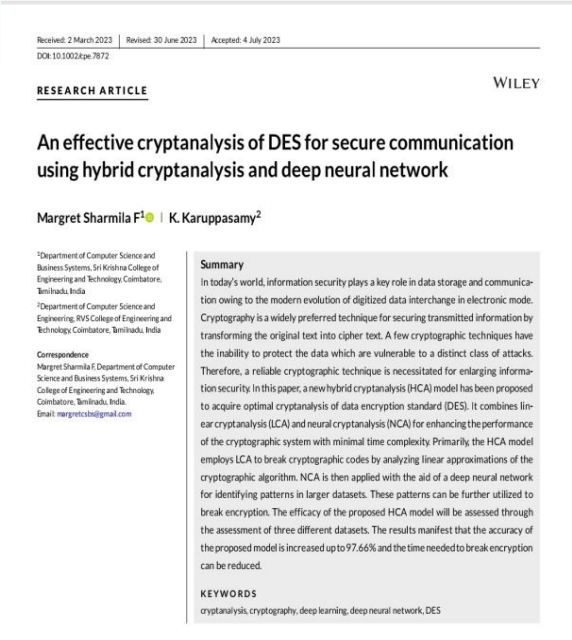 Received: 2 March 2023 Revised: 30 June 2023 Accepted: 4 July 2023
DOI: 10.1002/cpe.7872
WILEY
RESEARCH ARTICLE
An effective cryptanalysis of DES for secure communication
using hybrid cryptanalysis and deep neural network
Margret Sharmila F1 | K. Karuppasamy2
1Department of Computer Science and
Business Systems, Sri Krishna College of
Engineering and Technology, Coimbatore,
Tamilnadu, India
2Department of Computer Science and
Engineering, RVS College of Engineering and
Technology, Coimbatore, Tamilnadu, India
Correspondence
Margret Sharmila F, Department of Computer
Science and Business Systems, Sri Krishna
College of Engineering and Technology,
Coimbatore, Tamilnadu, India.
Email: margretcsbs@gmail.com
Summary
In today's world, information security plays a key role in data storage and communica-
tion owing to the modern evolution of digitized data interchange in electronic mode.
Cryptography is a widely preferred technique for securing transmitted information by
transforming the original text into cipher text. A few cryptographic techniques have
the inability to protect the data which are vulnerable to a distinct class of attacks.
Therefore, a reliable cryptographic technique is necessitated for enlarging informa-
tion security. In this paper, a new hybrid cryptanalysis (HCA) model has been proposed
to acquire optimal cryptanalysis of data encryption standard (DES). It combines lin-
ear cryptanalysis (LCA) and neural cryptanalysis (NCA) for enhancing the performance
of the cryptographic system with minimal time complexity. Primarily, the HCA model
employs LCA to break cryptographic codes by analyzing linear approximations of the
cryptographic algorithm. NCA is then applied with the aid of a deep neural network
for identifying patterns in larger datasets. These patterns can be further utilized to
break encryption. The efficacy of the proposed HCA model will be assessed through
the assessment of three different datasets. The results manifest that the accuracy of
the proposed model is increased up to 97.66% and the time needed to break encryption
can be reduced.
KEYWORDS
cryptanalysis, cryptography, deep learning, deep neural network, DES